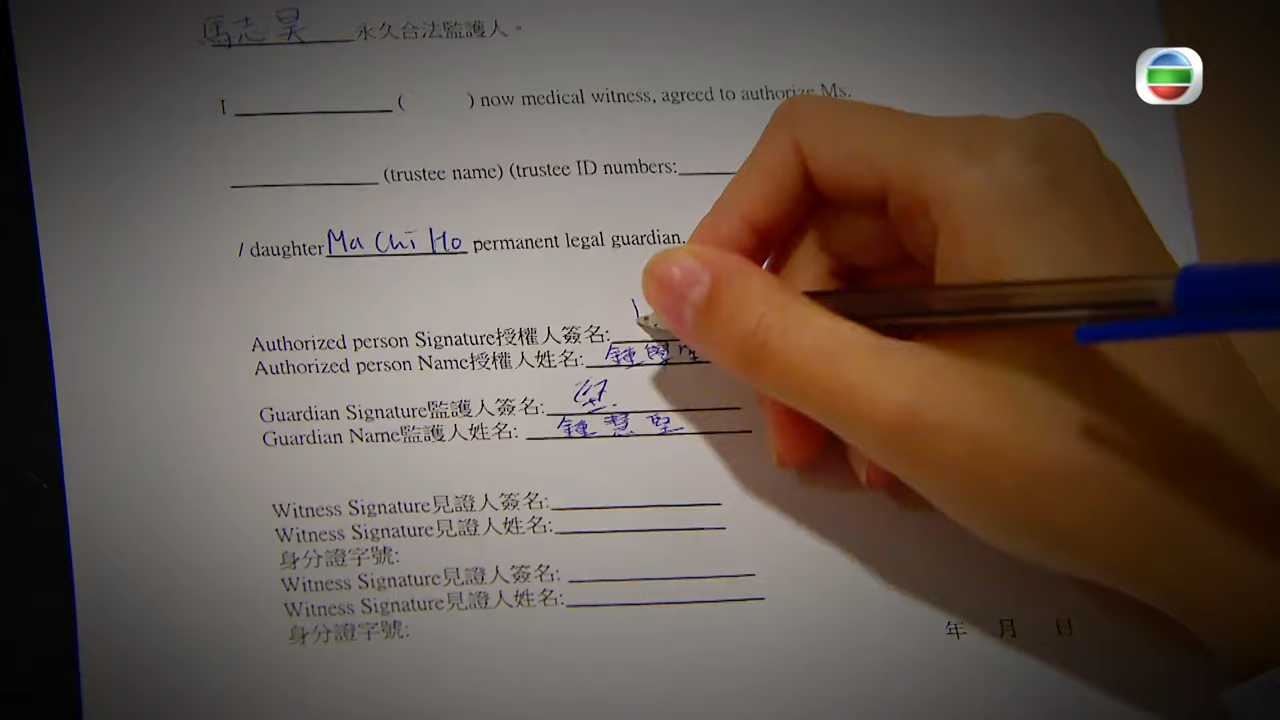 馬志昊 永久合法監護人。
I ____________ ( ) now medical witness, agreed to authorize Ms.
____________ (trustee name) (trustee ID numbers:
/ daughter Ma Chi Ho permanent legal guardian.
Authorized person Signature授權人簽名:
Authorized person Name授權人姓名: 鍾
Guardian Signature監護人簽名:
Guardian Name監護人姓名: 鍾慧堅
Witness Signature見證人簽名:
Witness Signature見證人姓名:
身分證字號:
Witness Signature見證人簽名:
Witness Signature見證人姓名:
身分證字號:
年 月 日